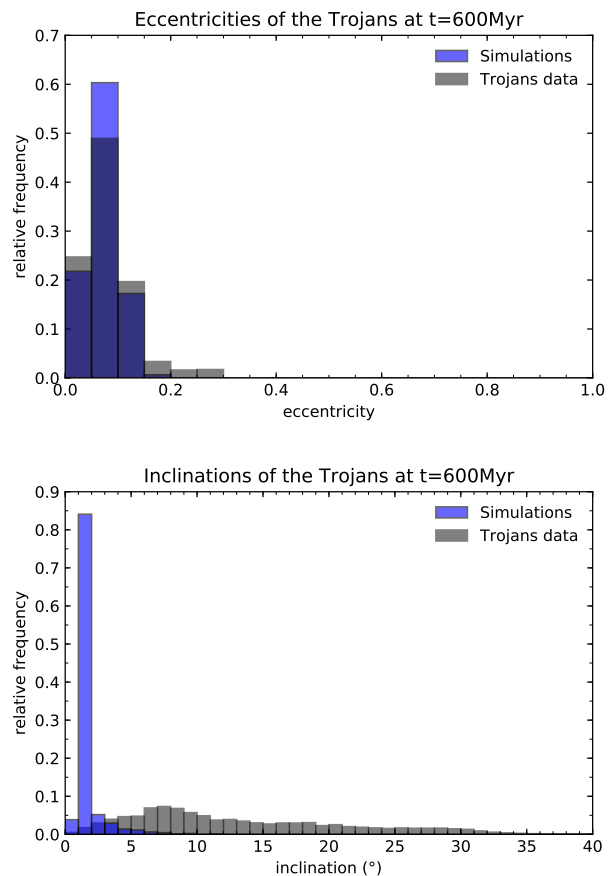 Eccentricities of the Trojans at t=600Myr
0.7
0.6
0.5
0.4
0.3
0.2
0.1
0.0
relative frequency
Simulations
Trojans data
0.0 0.2 0.4 0.6 0.8 1.0
eccentricity
Inclinations of the Trojans at t=600Myr
0.9
0.8
0.7
0.6
0.5
0.4
0.3
0.2
0.1
0.0
relative frequency
Simulations
Trojans data
0 5 10 15 20 25 30 35 40
inclination (°)